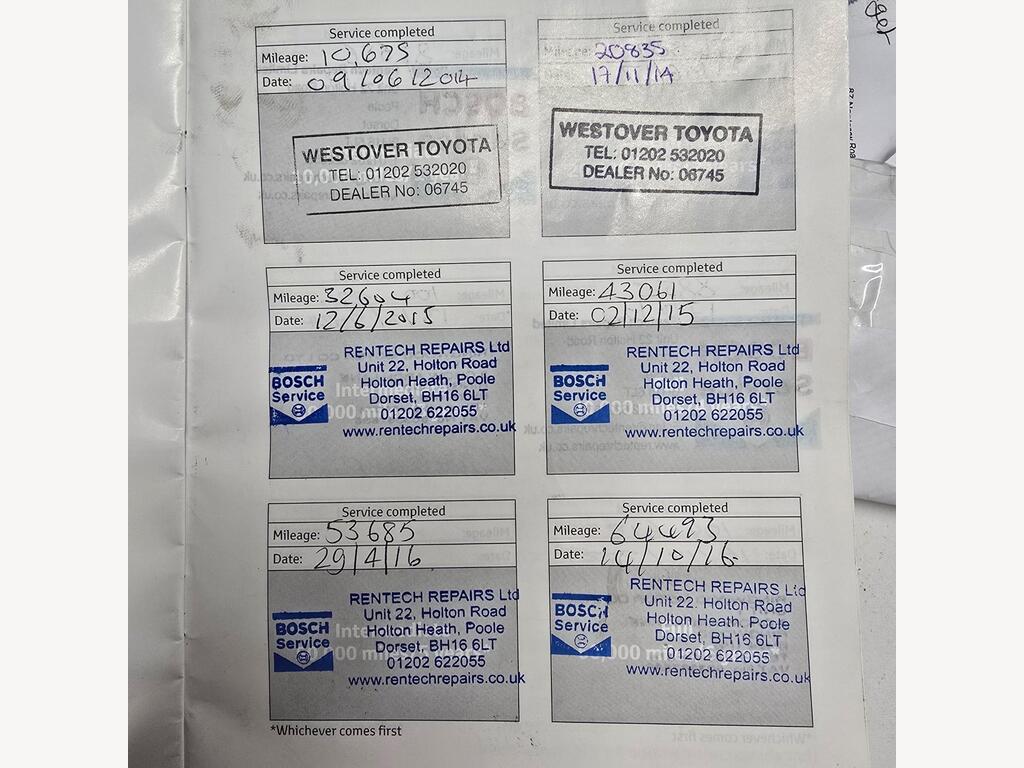 Service completed
Mileage: 10,675
Date: 09/06/2014
WESTOVER TOYOTA
TEL: 01202 532020
DEALER No: 06745
Service completed
Mileage: 20835
Date: 17/11/14
WESTOVER TOYOTA
TEL: 01202 532020
DEALER No: 06745
Service completed
Mileage: 32604
Date: 12/6/2015
BOSCH
Service
RENTECH REPAIRS Ltd
Unit 22, Holton Road
Holton Heath, Poole
Dorset, BH16 6LT
01202 622055
www.rentechrepairs.co.uk
Service completed
Mileage: 43061
Date: 02/12/15
BOSCH
Service
RENTECH REPAIRS Ltd
Unit 22, Holton Road
Holton Heath, Poole
Dorset, BH16 6LT
01202 622055
www.rentechrepairs.co.uk
Service completed
Mileage: 53685
Date: 29/4/16
BOSCH
Service
RENTECH REPAIRS Ltd
Unit 22, Holton Road
Holton Heath, Poole
Dorset, BH16 6LT
01202 622055
www.rentechrepairs.co.uk
Service completed
Mileage: 64493
Date: 14/10/16
BOSCH
Service
RENTECH REPAIRS Ltd
Unit 22. Holton Road
Holton Heath, Poole
Dorset, BH16 6LT
01202 622055
www.rentechrepairs.co.uk
*Whichever comes first